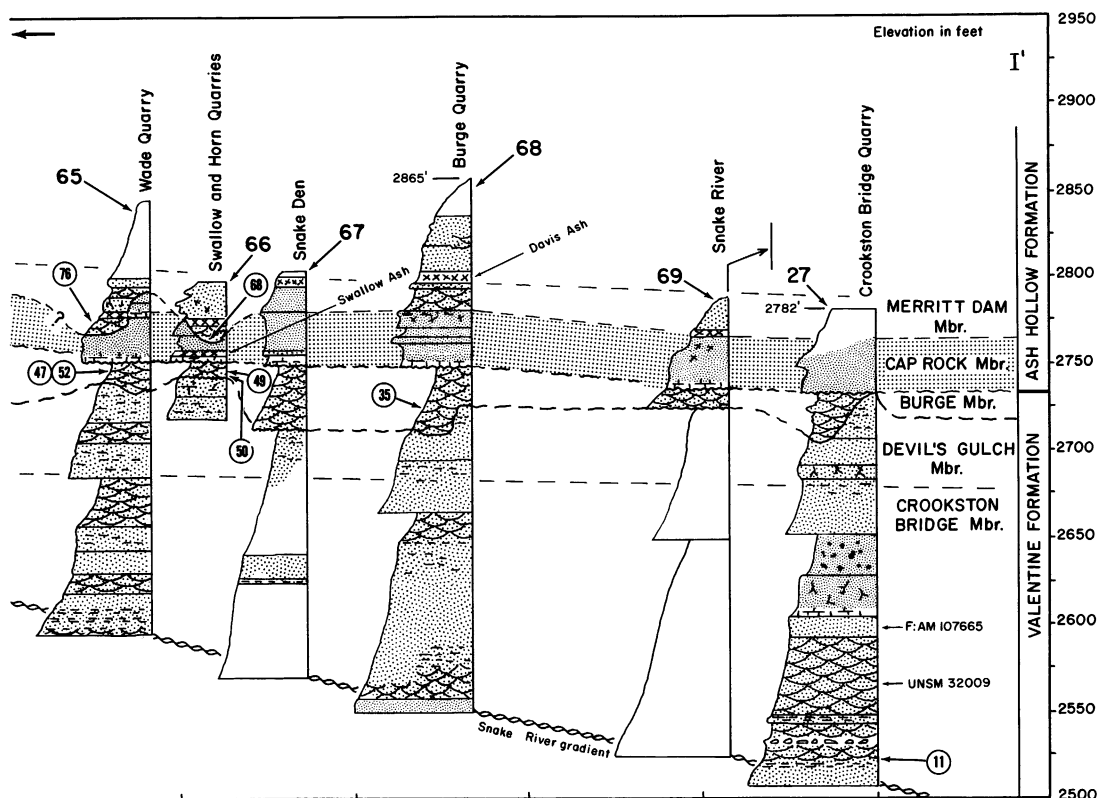 Elevation in feet
I'
2950
2900
2850
2800
2750
2700
2650
2600
2550
2500
65
Wade Quarry
Swallow and Horn Quarries
66
Snake Den
67
Burge Quarry
68
2865'
Snake River
69
27
2782'
Crookston Bridge Quarry
Swallow Ash
Davis Ash
76
68
?
47
52
49
50
35
MERRITT DAM
Mbr.
CAP ROCK Mbr.
BURGE Mbr.
DEVIL'S GULCH
Mbr.
CROOKSTON
BRIDGE Mbr.
ASH HOLLOW FORMATION
VALENTINE FORMATION
F:AM 107665
UNSM 32009
11
Snake River gradient